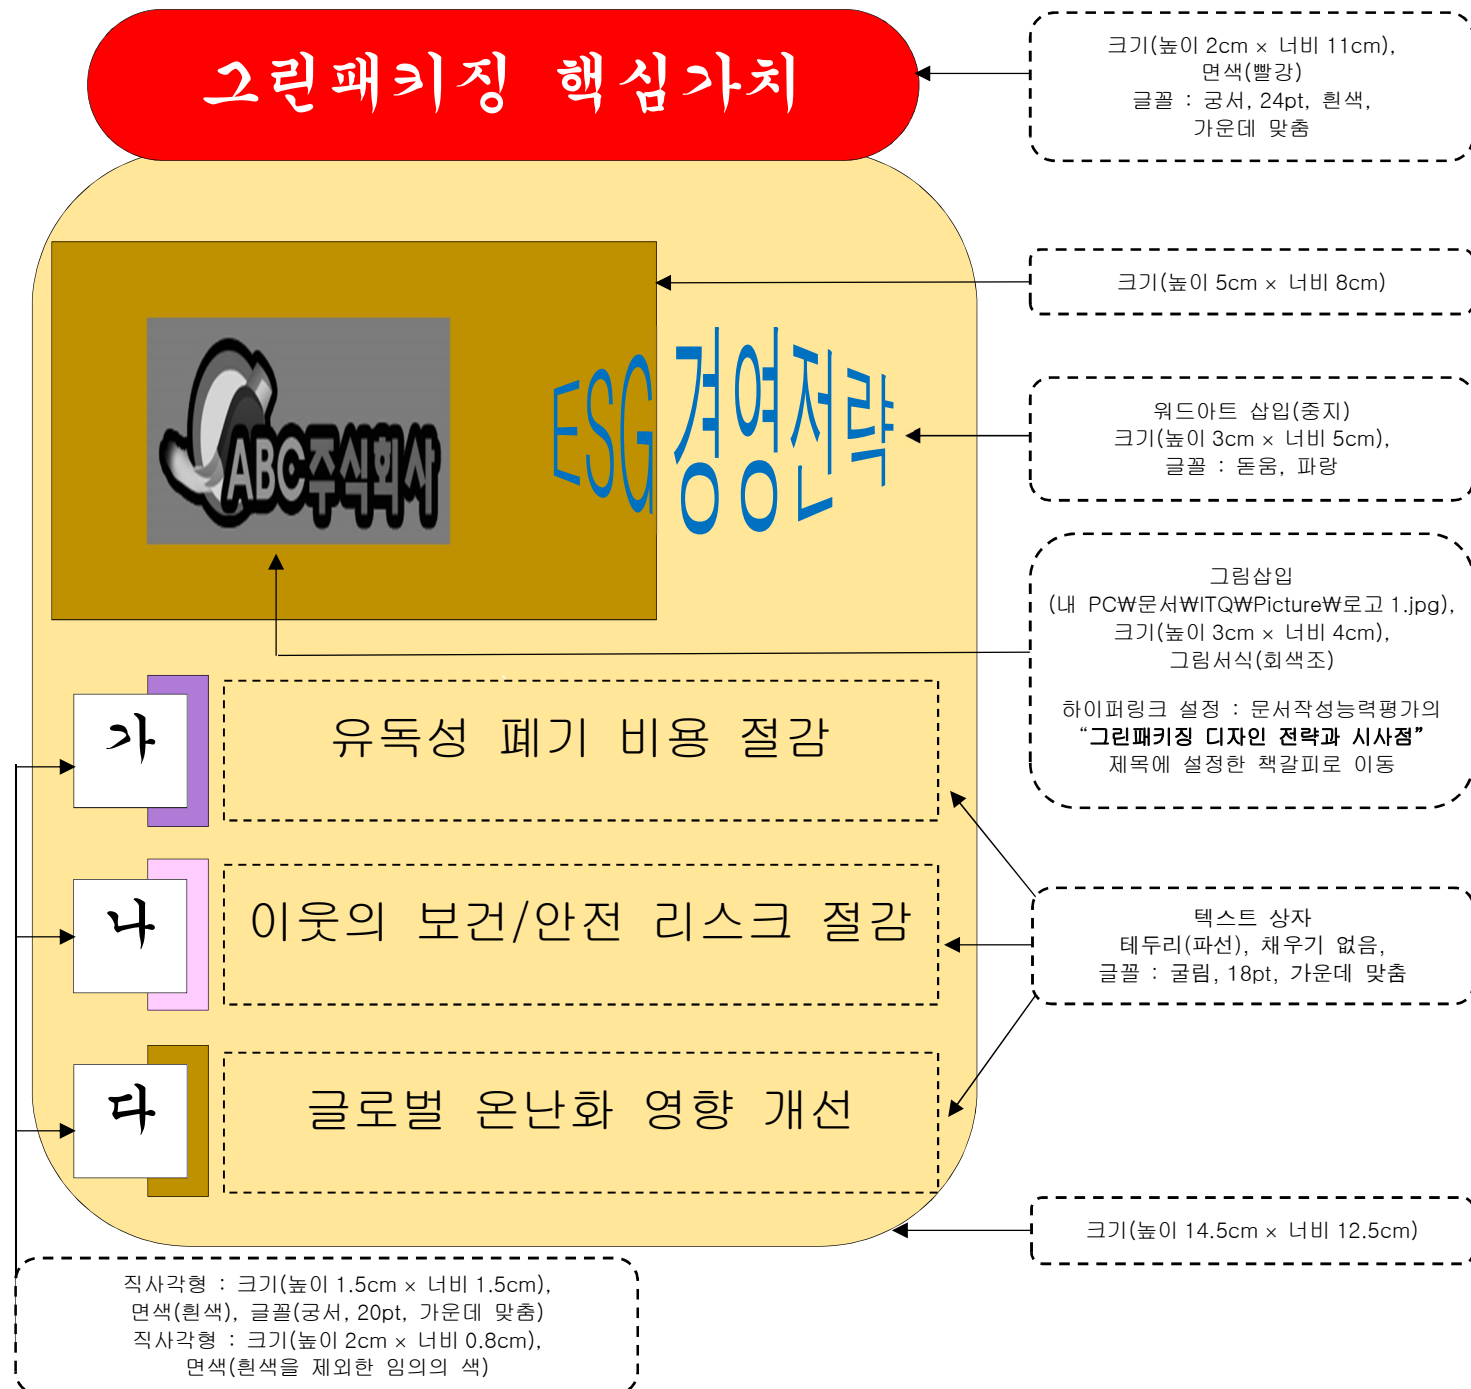 그린패키징 핵심가치
크기(높이 2cm × 너비 11cm),
면색(빨강)
글꼴 : 궁서, 24pt, 흰색,
가운데 맞춤
크기(높이 5cm × 너비 8cm)
ABC주식회사
ESG 경영전략
워드아트 삽입(중지)
크기(높이 3cm × 너비 5cm),
글꼴 : 돋움, 파랑
그림삽입
(내 PC₩문서₩ITQ₩Picture₩로고1.jpg),
크기(높이 3cm × 너비 4cm),
그림서식(회색조)
하이퍼링크 설정 : 문서작성능력평가의
“그린패키징 디자인 전략과 시사점”
제목에 설정한 책갈피로 이동
가
유독성 폐기 비용 절감
나
이웃의 보건/안전 리스크 절감
텍스트 상자
테두리(파선), 채우기 없음,
글꼴 : 굴림, 18pt, 가운데 맞춤
다
글로벌 온난화 영향 개선
크기(높이 14.5cm × 너비 12.5cm)
직사각형 : 크기(높이 1.5cm × 너비 1.5cm),
면색(흰색), 글꼴(궁서, 20pt, 가운데 맞춤)
직사각형 : 크기(높이 2cm × 너비 0.8cm),
면색(흰색을 제외한 임의의 색)